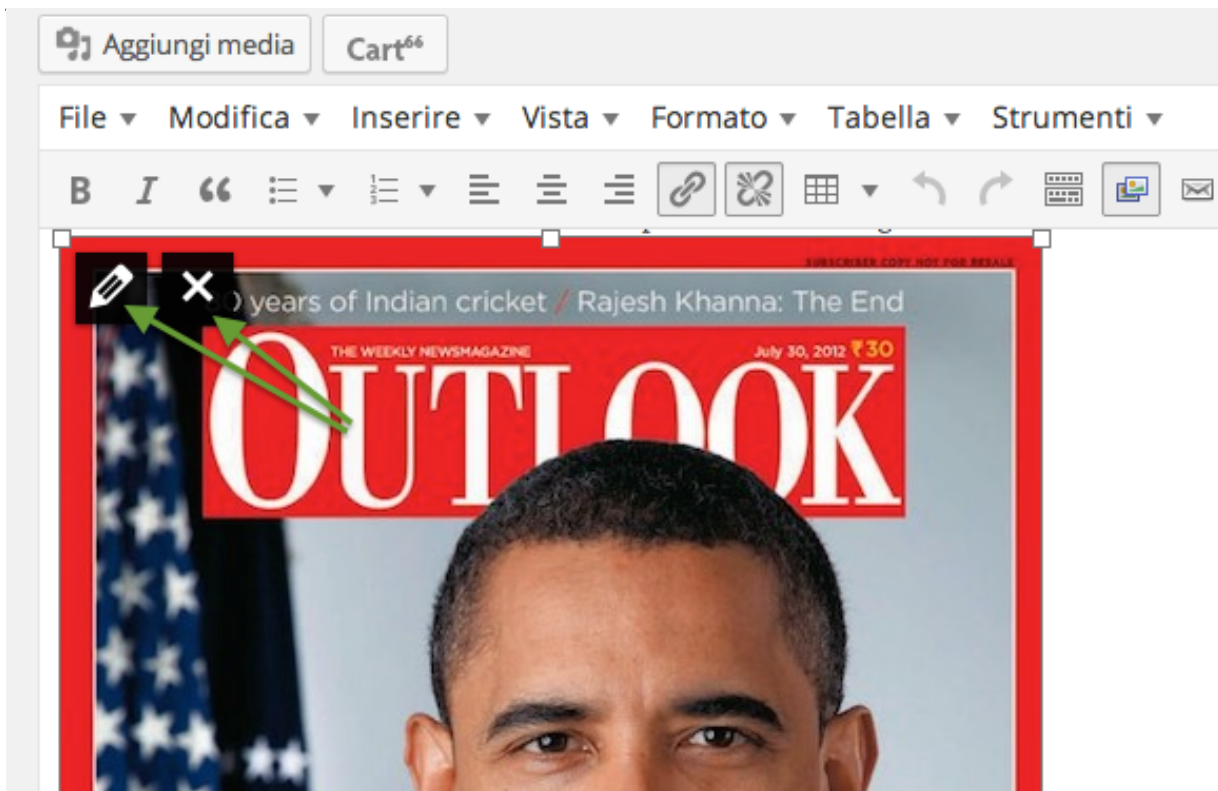 Aggiungi media Cart66
File Modifica Inserire Vista Formato Tabella Strumenti
B I
SUBSCRIBER COPY NOT FOR RESALE
years of Indian cricket / Rajesh Khanna: The End
THE WEEKLY NEWSMAGAZINE July 30, 2012 ₹30
OUTLOOK